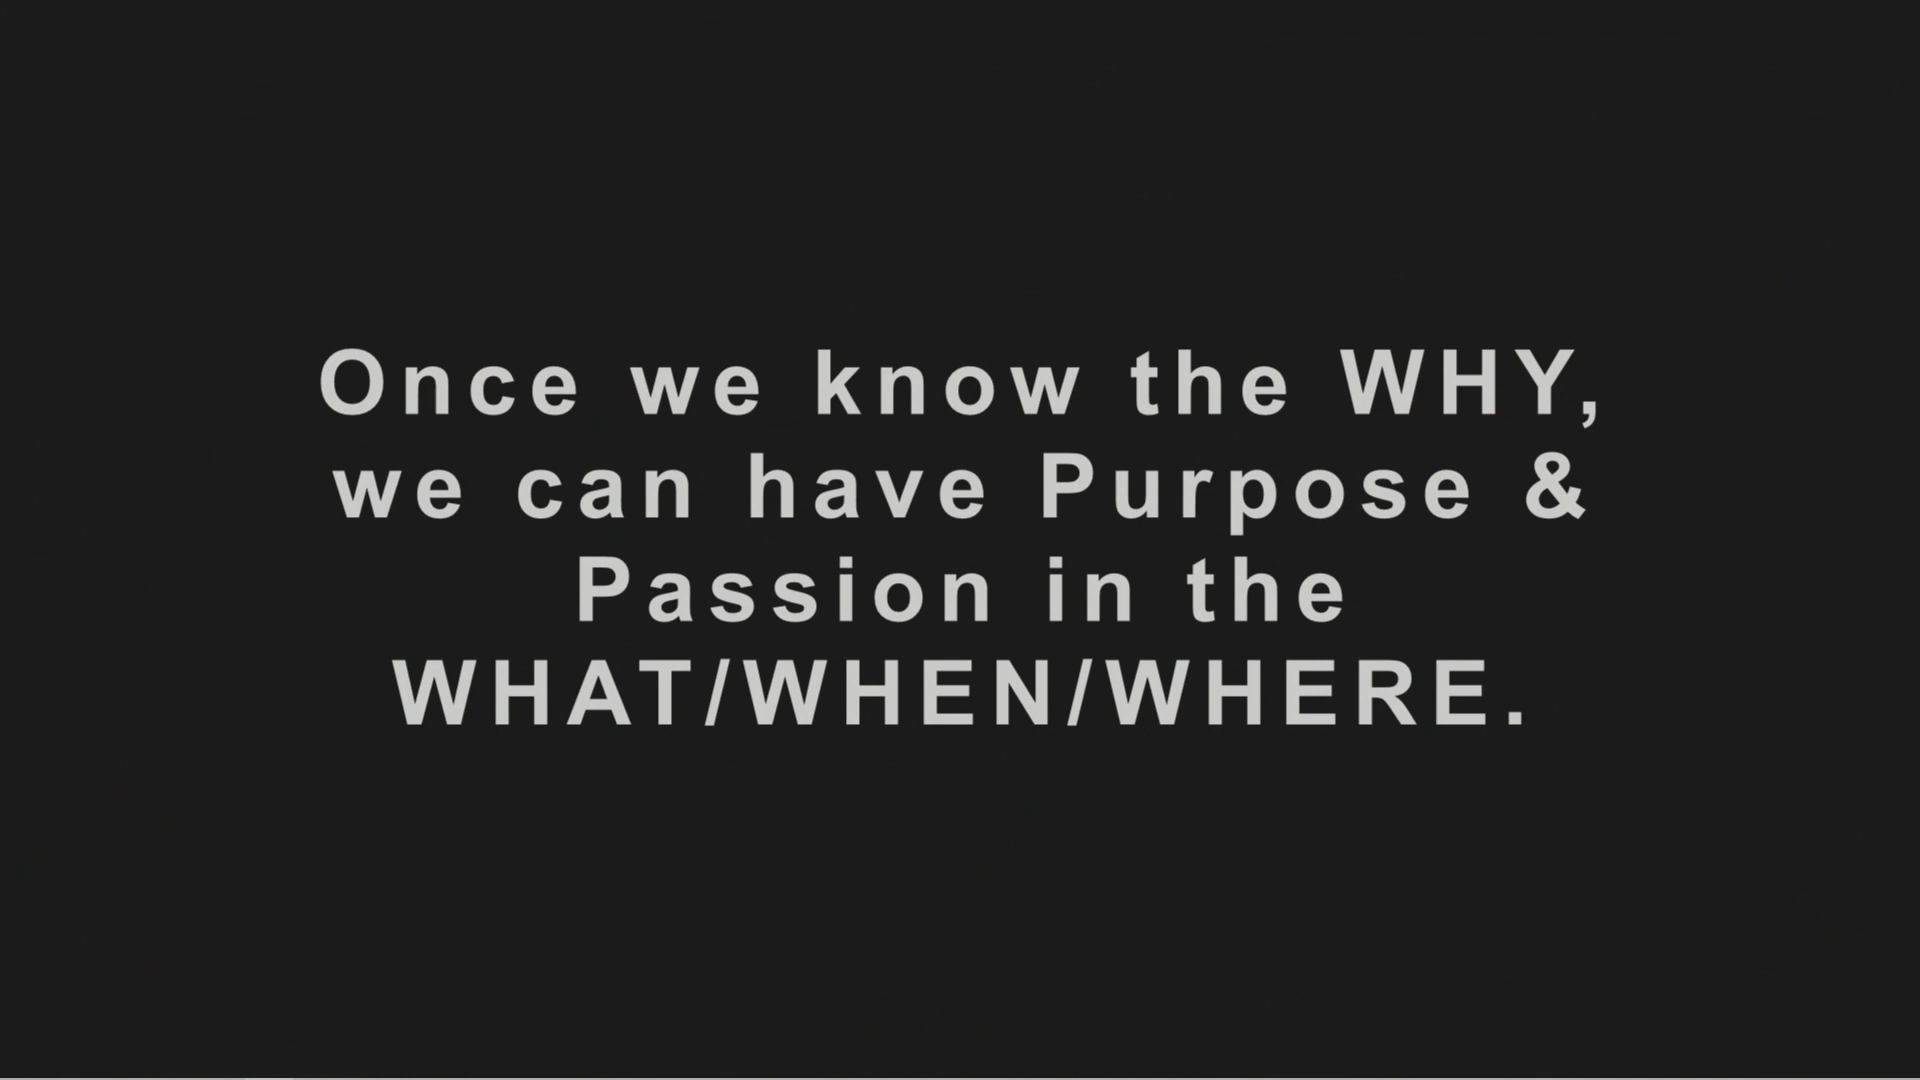 Once we know the WHY,
we can have Purpose &
Passion in the
WHAT/WHEN/WHERE.